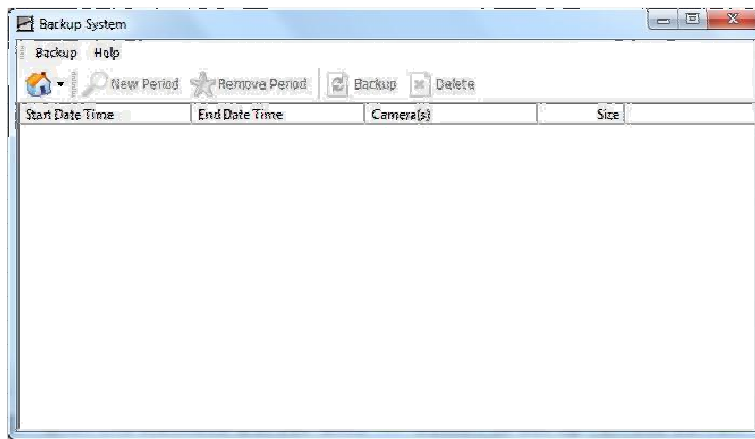 Backup System
Backup Help
New Period Remove Period Backup Delete
Start Date Time End Date Time Camera(s) Size